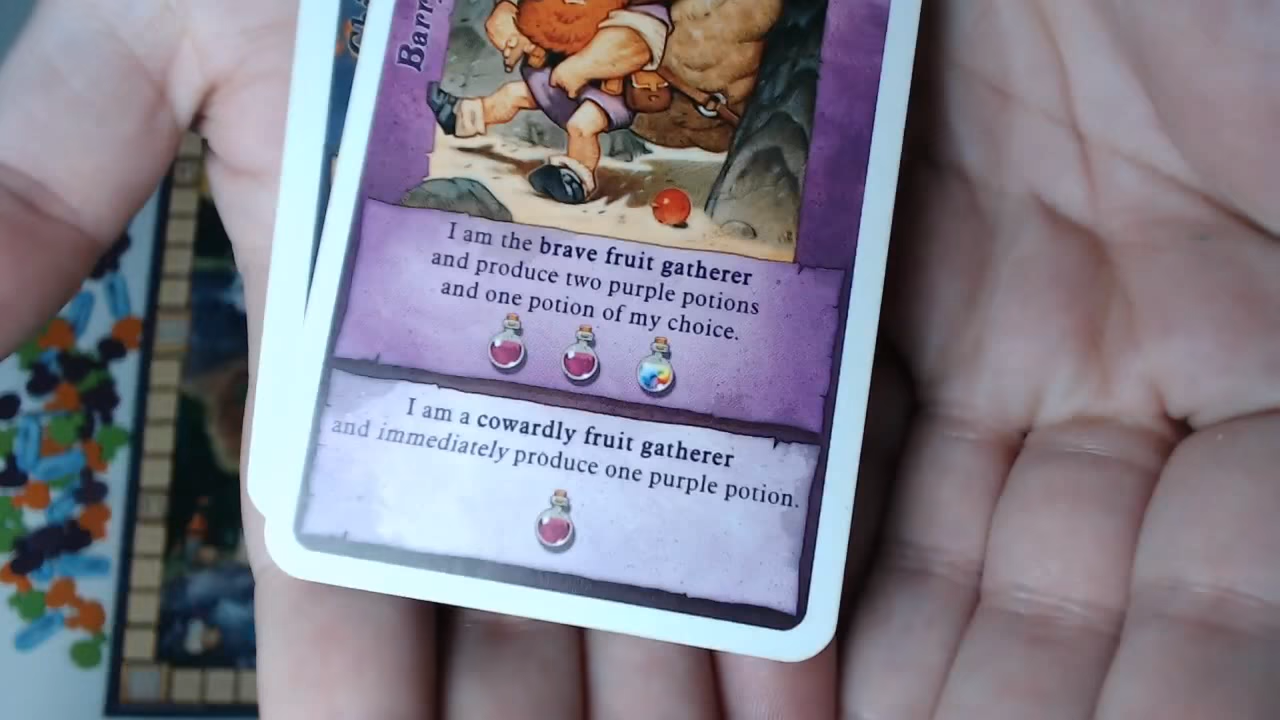 Barr
I am the brave fruit gatherer
and produce two purple potions
and one potion of my choice.
I am a cowardly fruit gatherer
and immediately produce one purple potion.